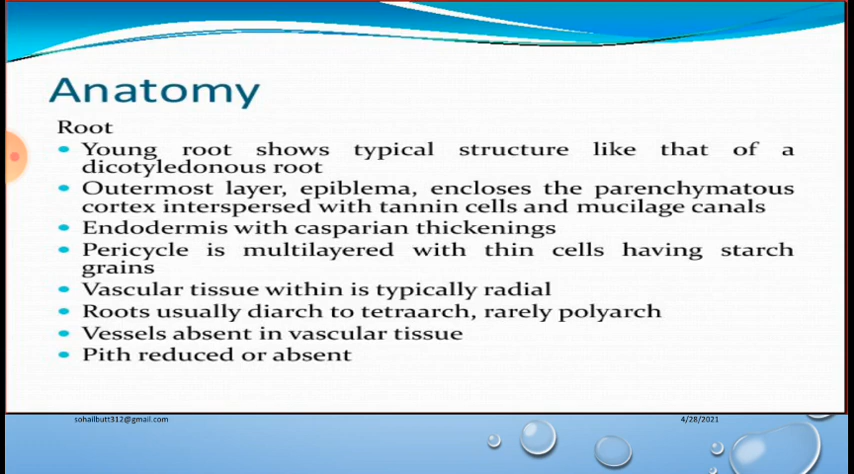 Anatomy
Root
• Young root shows typical structure like that of a
dicotyledonous root
• Outermost layer, epiblema, encloses the parenchymatous
cortex interspersed with tannin cells and mucilage canals
• Endodermis with casparian thickenings
• Pericycle is multilayered with thin cells having starch
grains
• Vascular tissue within is typically radial
• Roots usually diarch to tetraarch, rarely polyarch
• Vessels absent in vascular tissue
• Pith reduced or absent
sohailbutt312@gmail.com
4/28/2021